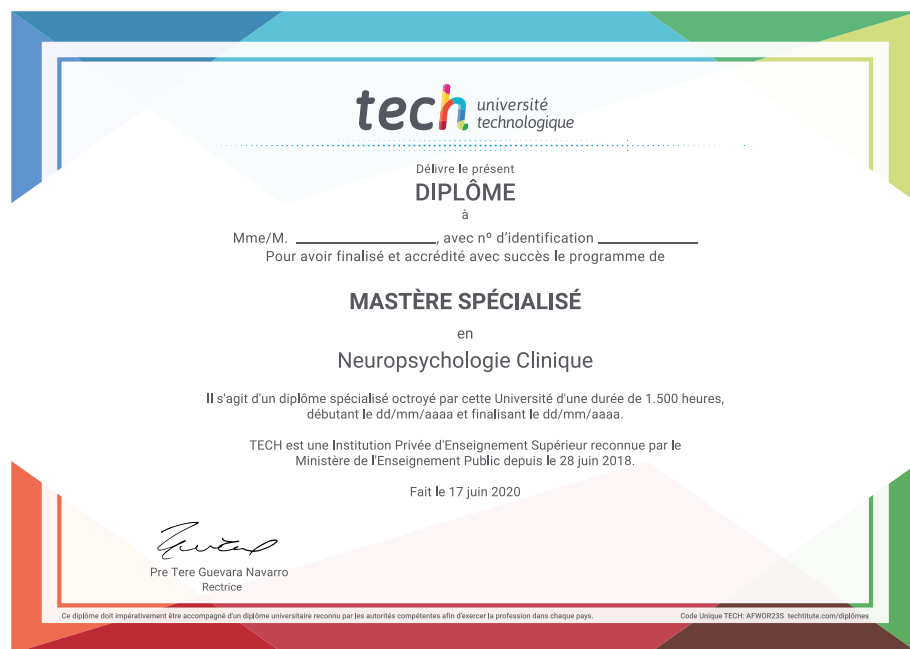 tech université
technologique
Délivre le présent
DIPLÔME
à
Mme/M. ____________, avec nº d'identification ____________
Pour avoir finalisé et accrédité avec succès le programme de
MASTÈRE SPÉCIALISÉ
en
Neuropsychologie Clinique
Il s'agit d'un diplôme spécialisé octroyé par cette Université d'une durée de 1.500 heures,
débutant le dd/mm/aaaa et finalisant le dd/mm/aaaa.
TECH est une Institution Privée d'Enseignement Supérieur reconnue par le
Ministère de l'Enseignement Public depuis le 28 juin 2018.
Fait le 17 juin 2020
Pre Tere Guevara Navarro
Rectrice
Ce diplôme doit impérativement être accompagné d'un diplôme universitaire reconnu par les autorités compétentes afin d'exercer la profession dans chaque pays. Code Unique TECH: AFWOR23S techtitute.com/diplômes